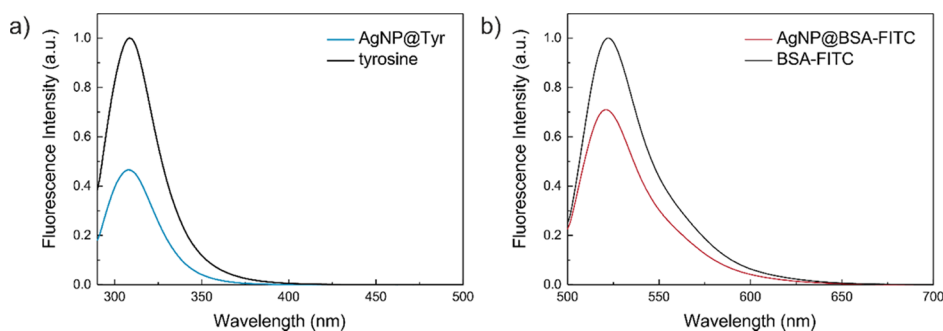 a)
AgNP@Tyr
tyrosine
1.0
0.8
0.6
0.4
0.2
0.0
300
350
400
450
500
Fluorescence Intensity (a.u.)
Wavelength (nm)
b)
AgNP@BSA-FITC
BSA-FITC
1.0
0.8
0.6
0.4
0.2
0.0
500
550
600
650
700
Fluorescence Intensity (a.u.)
Wavelength (nm)